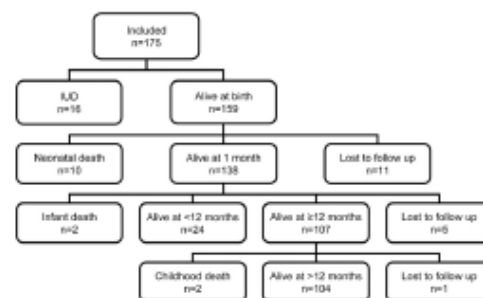 Included
n=175
IUD
n=16
Alive at birth
n=159
Neonatal death
n=10
Alive at 1 month
n=138
Lost to follow up
n=11
Infant death
n=2
Alive at <12 months
n=24
Alive at ≥12 months
n=107
Lost to follow up
n=5
Childhood death
n=2
Alive at >12 months
n=104
Lost to follow up
n=1